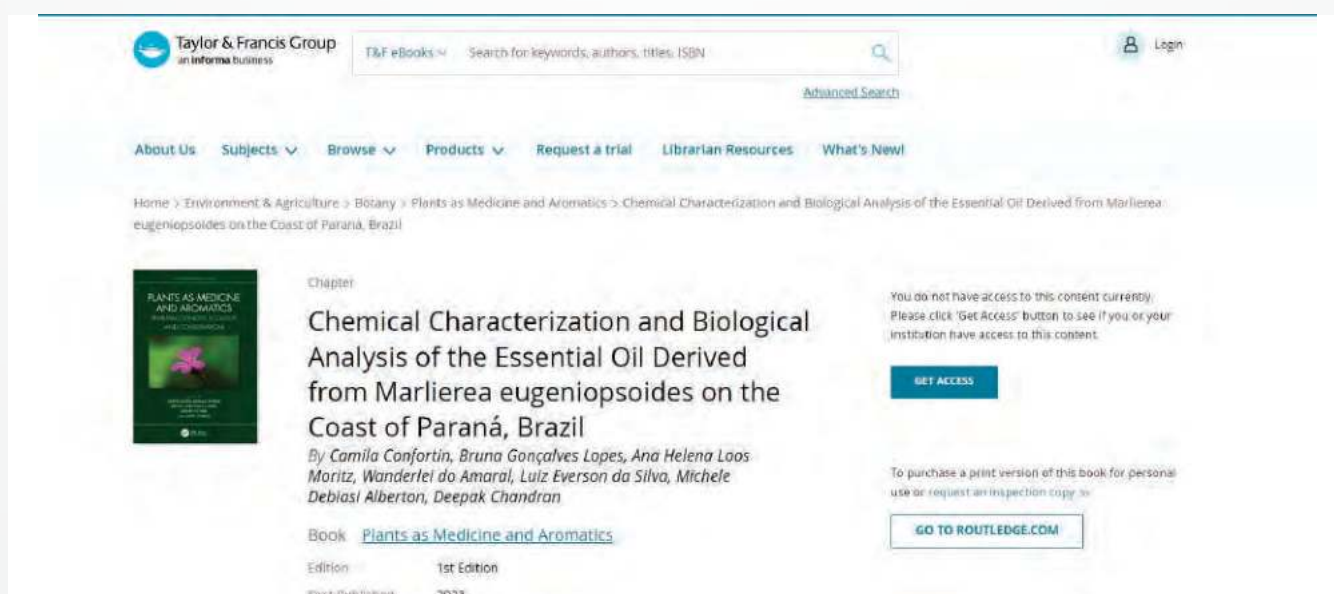 Taylor & Francis Group
an informa business
T&F eBooks
Search for keywords, authors, titles, ISBN
Login
Advanced Search
About Us Subjects Browse Products Request a trial Librarian Resources What's New!
Home > Environment & Agriculture > Botany > Plants as Medicine and Aromatics > Chemical Characterization and Biological Analysis of the Essential Oil Derived from Marlierea
eugeniopsoides on the Coast of Paraná, Brazil
PLANTS AS MEDICINE
AND AROMATICS
Chapter
Chemical Characterization and Biological
Analysis of the Essential Oil Derived
from Marlierea eugeniopsoides on the
Coast of Paraná, Brazil
By Camila Confortin, Bruna Gonçalves Lopes, Ana Helena Loos
Moritz, Wanderlei do Amaral, Luiz Everson da Silva, Michele
Debiasi Alberton, Deepak Chandran
Book Plants as Medicine and Aromatics
Edition 1st Edition
You do not have access to this content currently.
Please click 'Get Access' button to see if you or your
institution have access to this content.
GET ACCESS
To purchase a print version of this book for personal
use or request an inspection copy »
GO TO ROUTLEDGE.COM